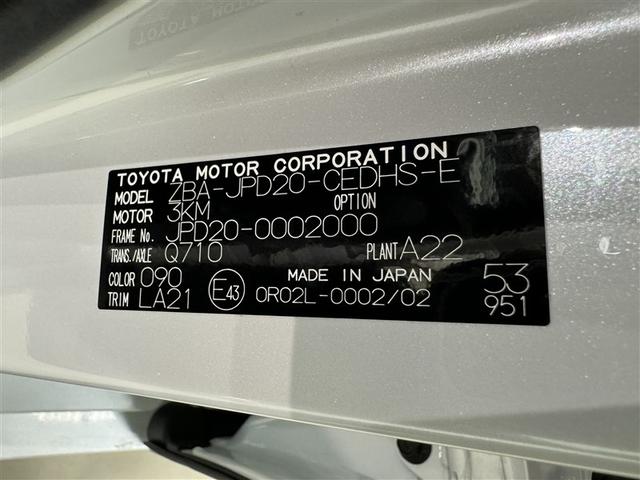 TOYOTA MOTOR CORPORATION
MODEL ZBA-JPD20-CEDHS-E
MOTOR 3KM OPTION
FRAME No. JPD20-0002000
TRANS./AXLE Q710 PLANT A22
COLOR 090 MADE IN JAPAN 53
TRIM LA21 E43 0R02L-0002/02 951